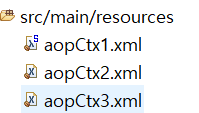 src/main/resources
aopCtx1.xml
aopCtx2.xml
aopCtx3.xml